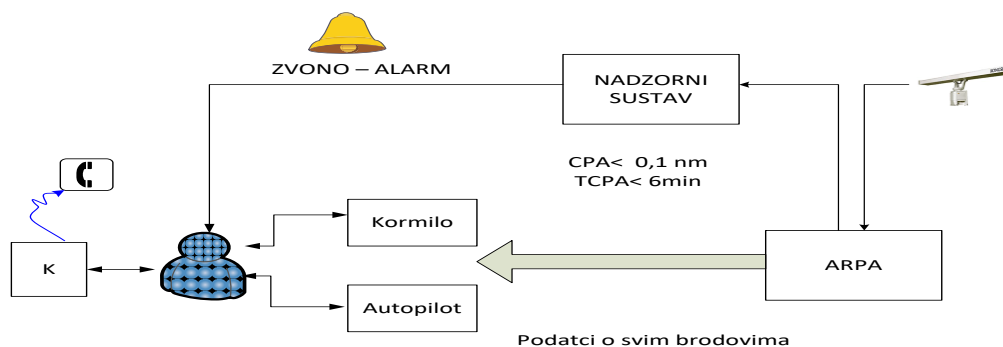 ZVONO – ALARM
NADZORNI
SUSTAV
CPA< 0,1 nm
TCPA< 6min
Kormilo
K
ARPA
Autopilot
Podatci o svim brodovima